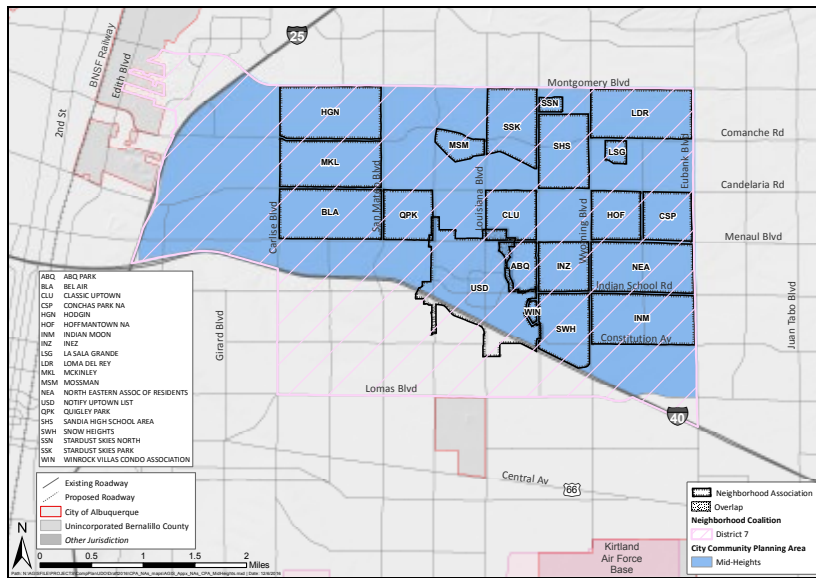 25
BNSF Railway
Edith Blvd
2nd St
Montgomery Blvd
Comanche Rd
Candelaria Rd
Menaul Blvd
Indian School Rd
Constitution Av
Lomas Blvd
Central Av
66
40
Carlise Blvd
San Mateo Blvd
Louisiana Blvd
Wyoming Blvd
Eubank Blvd
Girard Blvd
Juan Tabo Blvd
HGN
SSK
SSN
LDR
MSM
SHS
LSG
MKL
BLA
QPK
CLU
HOF
CSP
ABQ
INZ
NEA
USD
WIN
SWH
INM
ABQ ABQ PARK
BLA BEL AIR
CLU CLASSIC UPTOWN
CSP CONCHAS PARK NA
HGN HODGIN
HOF HOFFMANTOWN NA
INM INDIAN MOON
INZ INEZ
LSG LA SALA GRANDE
LDR LOMA DEL REY
MKL MCKINLEY
MSM MOSSMAN
NEA NORTH EASTERN ASSOC OF RESIDENTS
USD NOTIFY UPTOWN LIST
QPK QUIGLEY PARK
SHS SANDIA HIGH SCHOOL AREA
SWH SNOW HEIGHTS
SSN STARDUST SKIES NORTH
SSK STARDUST SKIES PARK
WIN WINROCK VILLAS CONDO ASSOCIATION
Existing Roadway
Proposed Roadway
City of Albuquerque
Unincorporated Bernalillo County
Other Jurisdiction
N
0 0.5 1 1.5 2
Miles
Kirtland
Air Force
Base
Neighborhood Association
Overlap
Neighborhood Coalition
District 7
City Community Planning Area
Mid-Heights